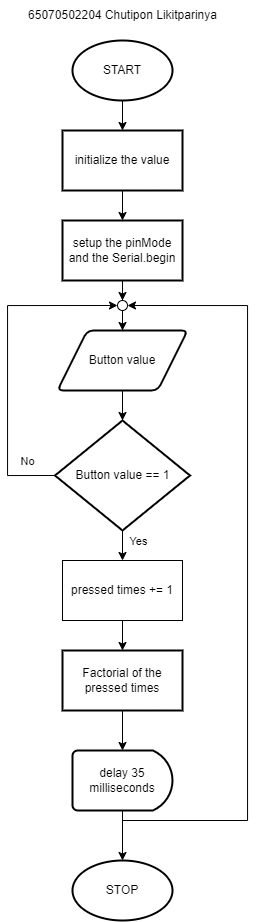 65070502204 Chutipon Likitparinya
START
initialize the value
setup the pinMode
and the Serial.begin
Button value
Button value == 1
No
Yes
pressed times += 1
Factorial of the
pressed times
delay 35
milliseconds
STOP